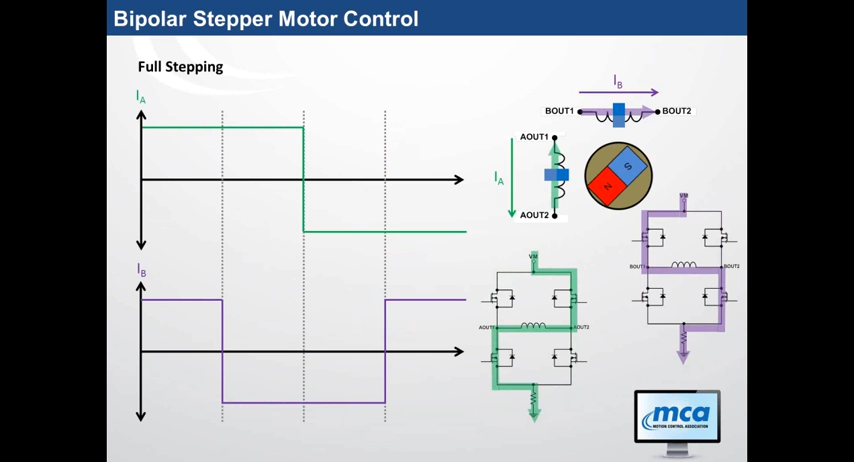 Bipolar Stepper Motor Control
Full Stepping
IA
IB
IB
BOUT1
BOUT2
AOUT1
IA
AOUT2
S
N
VM
BOUT1
BOUT2
VM
AOUT1
AOUT2
mca
MOTION CONTROL ASSOCIATION